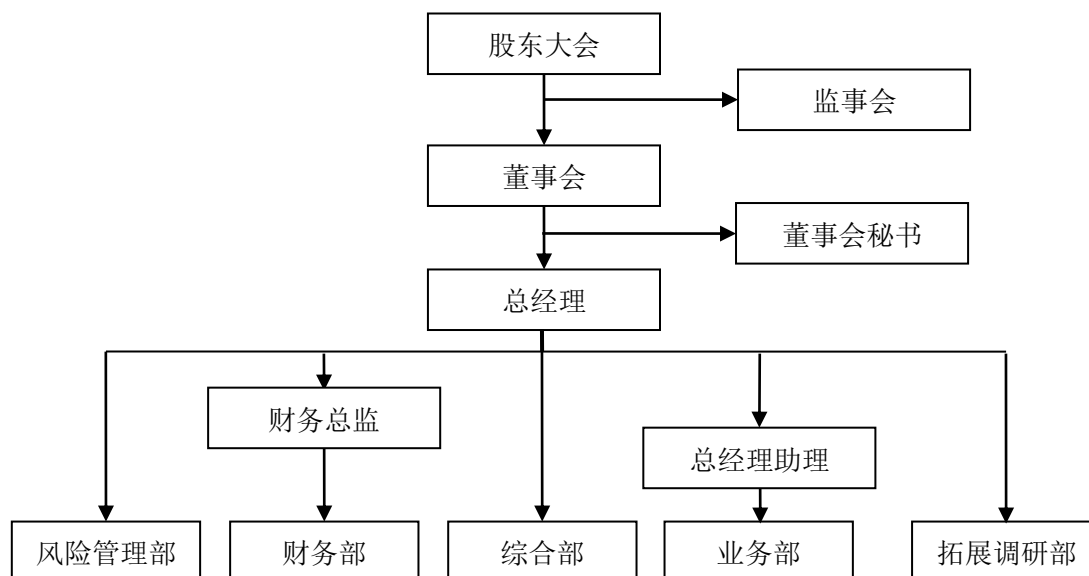 股东大会
监事会
董事会
董事会秘书
总经理
财务总监
总经理助理
风险管理部
财务部
综合部
业务部
拓展调研部